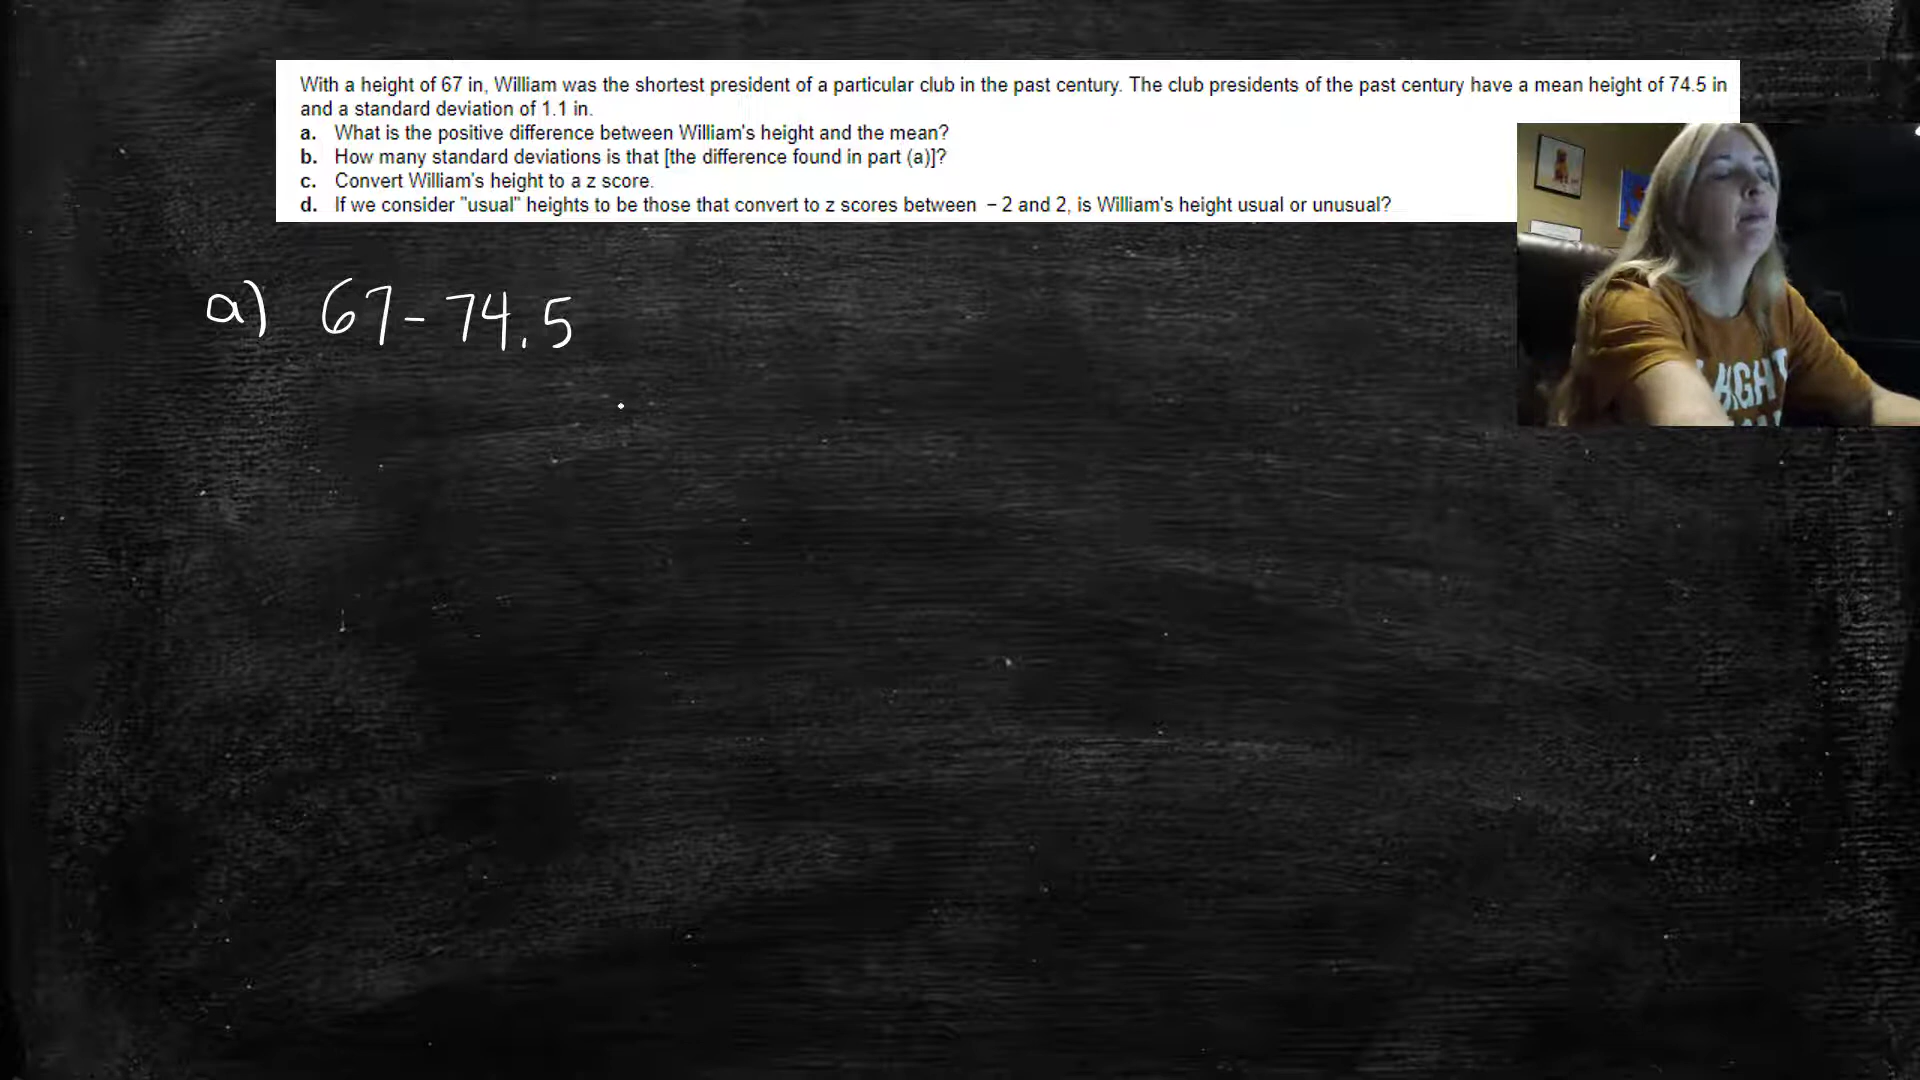 With a height of 67 in, William was the shortest president of a particular club in the past century. The club presidents of the past century have a mean height of 74.5 in
and a standard deviation of 1.1 in.
a. What is the positive difference between William's height and the mean?
b. How many standard deviations is that [the difference found in part (a)]?
c. Convert William's height to a z score.
d. If we consider "usual" heights to be those that convert to z scores between − 2 and 2, is William's height usual or unusual?
a) 67-74.5